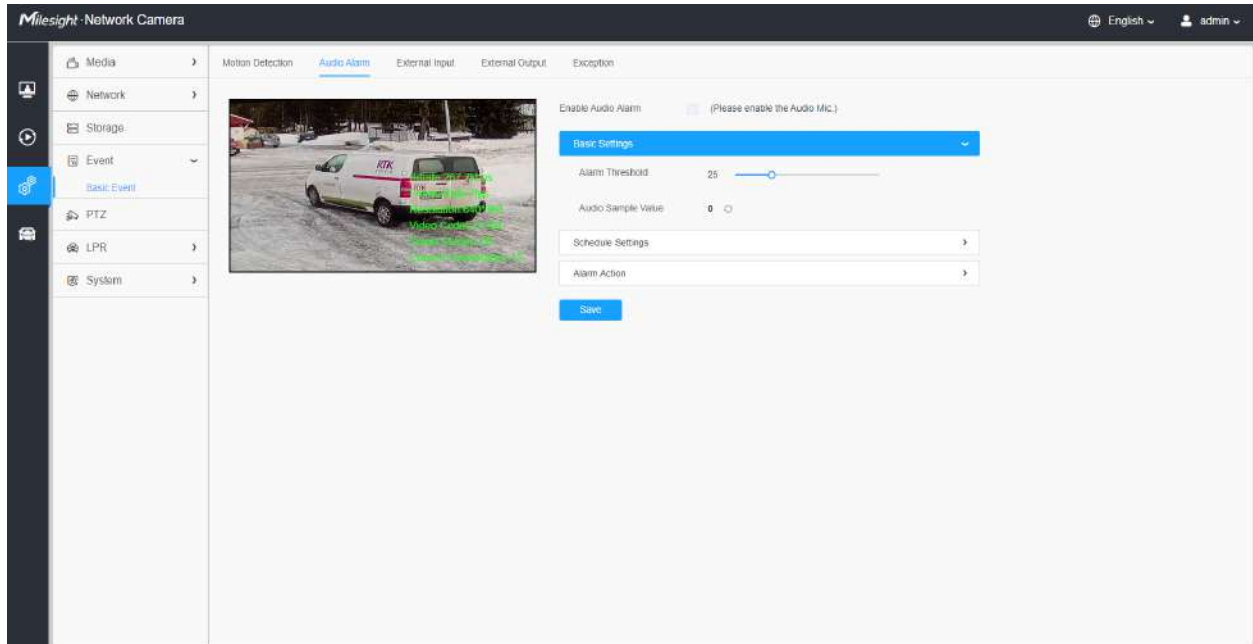 Milesight · Network Camera
English
admin
Media
Network
Storage
Event
Basic Event
PTZ
LPR
System
Motion Detection
Audio Alarm
External Input
External Output
Exception
RTK
Enable Audio Alarm
(Please enable the Audio Mic.)
Basic Settings
Alarm Threshold
25
Audio Sample Value
0
Schedule Settings
Alarm Action
Save